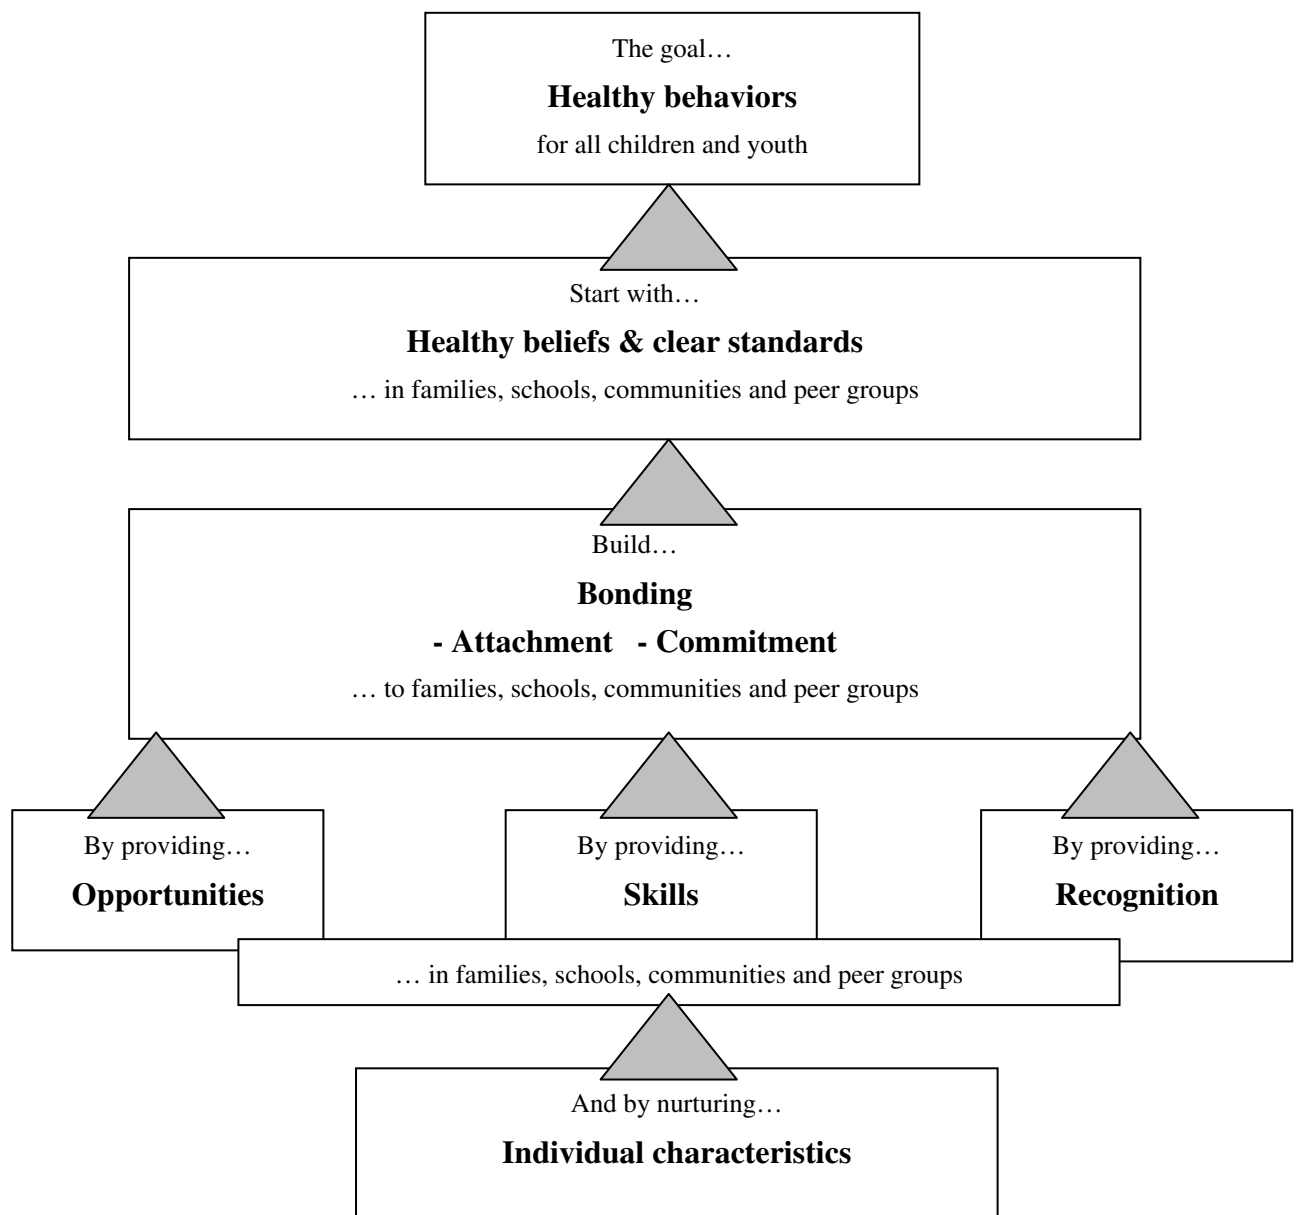 The goal…
Healthy behaviors
for all children and youth
Start with…
Healthy beliefs & clear standards
… in families, schools, communities and peer groups
Build…
Bonding
- Attachment - Commitment
… to families, schools, communities and peer groups
By providing…
Opportunities
By providing…
Skills
By providing…
Recognition
… in families, schools, communities and peer groups
And by nurturing…
Individual characteristics